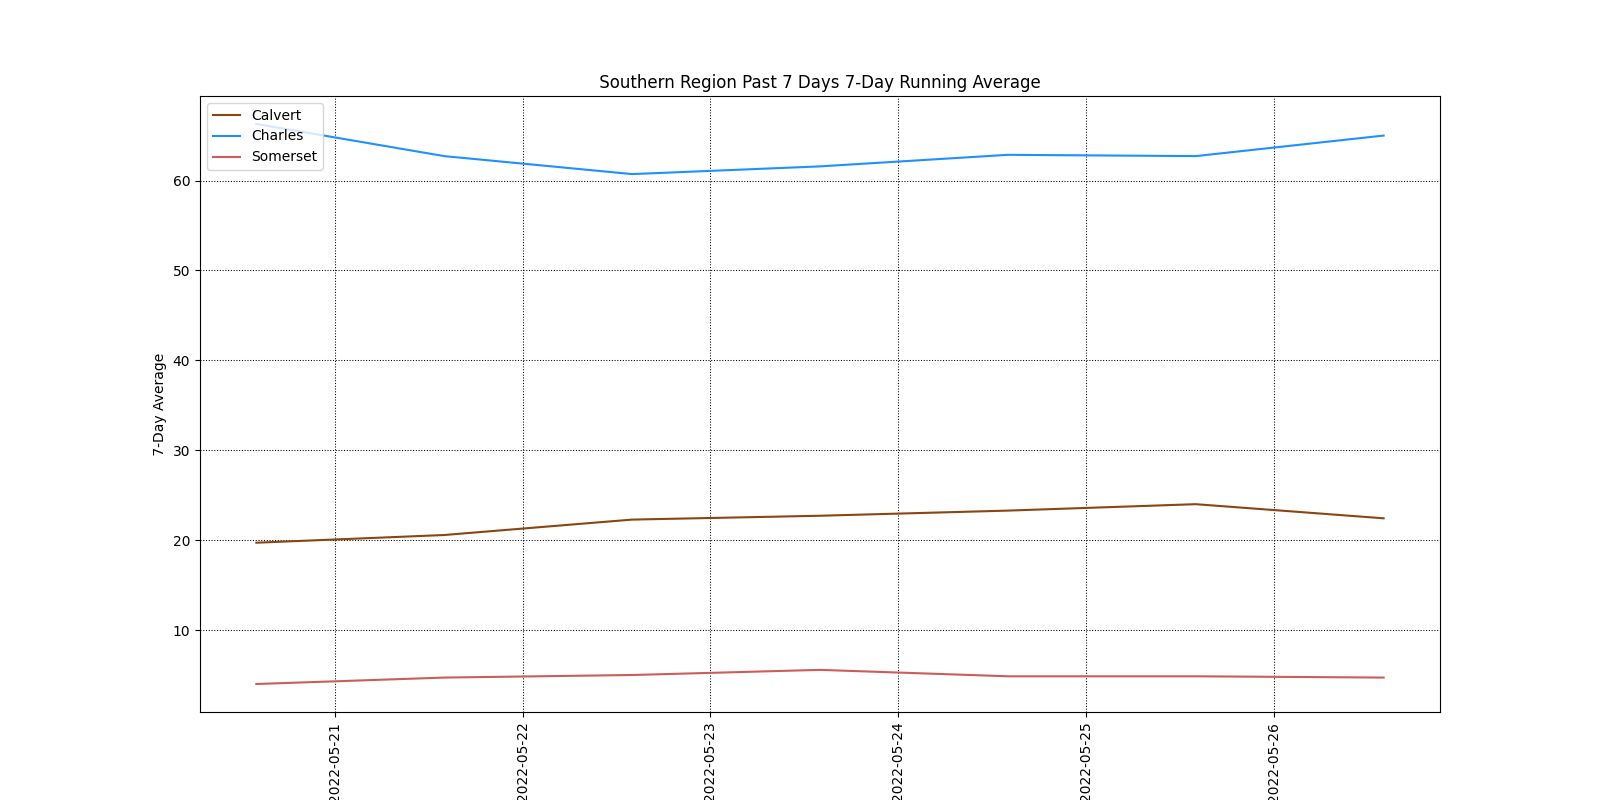 Southern Region Past 7 Days 7-Day Running Average
Calvert
Charles
Somerset
7-Day Average
60
50
40
30
20
10
2022-05-21
2022-05-22
2022-05-23
2022-05-24
2022-05-25
2022-05-26